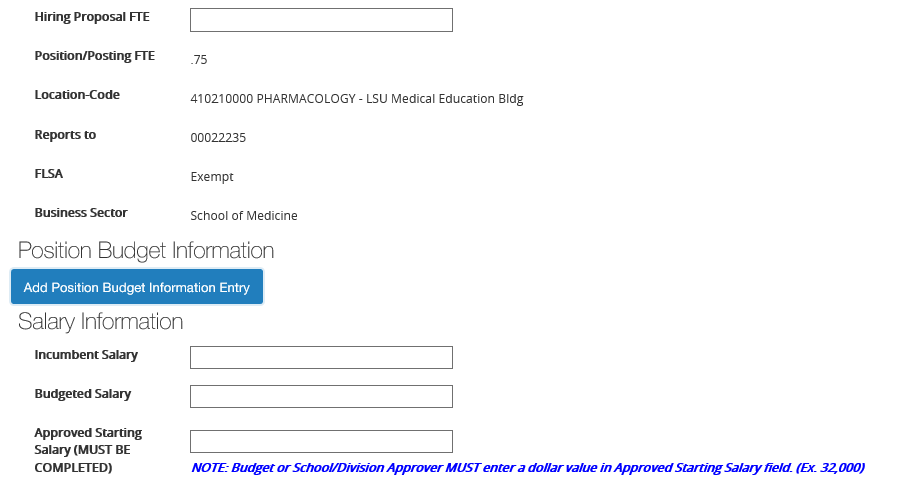 Hiring Proposal FTE
Position/Posting FTE
.75
Location-Code
410210000 PHARMACOLOGY - LSU Medical Education Bldg
Reports to
00022235
FLSA
Exempt
Business Sector
School of Medicine
Position Budget Information
Add Position Budget Information Entry
Salary Information
Incumbent Salary
Budgeted Salary
Approved Starting
Salary (MUST BE
COMPLETED)
NOTE: Budget or School/Division Approver MUST enter a dollar value in Approved Starting Salary field. (Ex. 32,000)